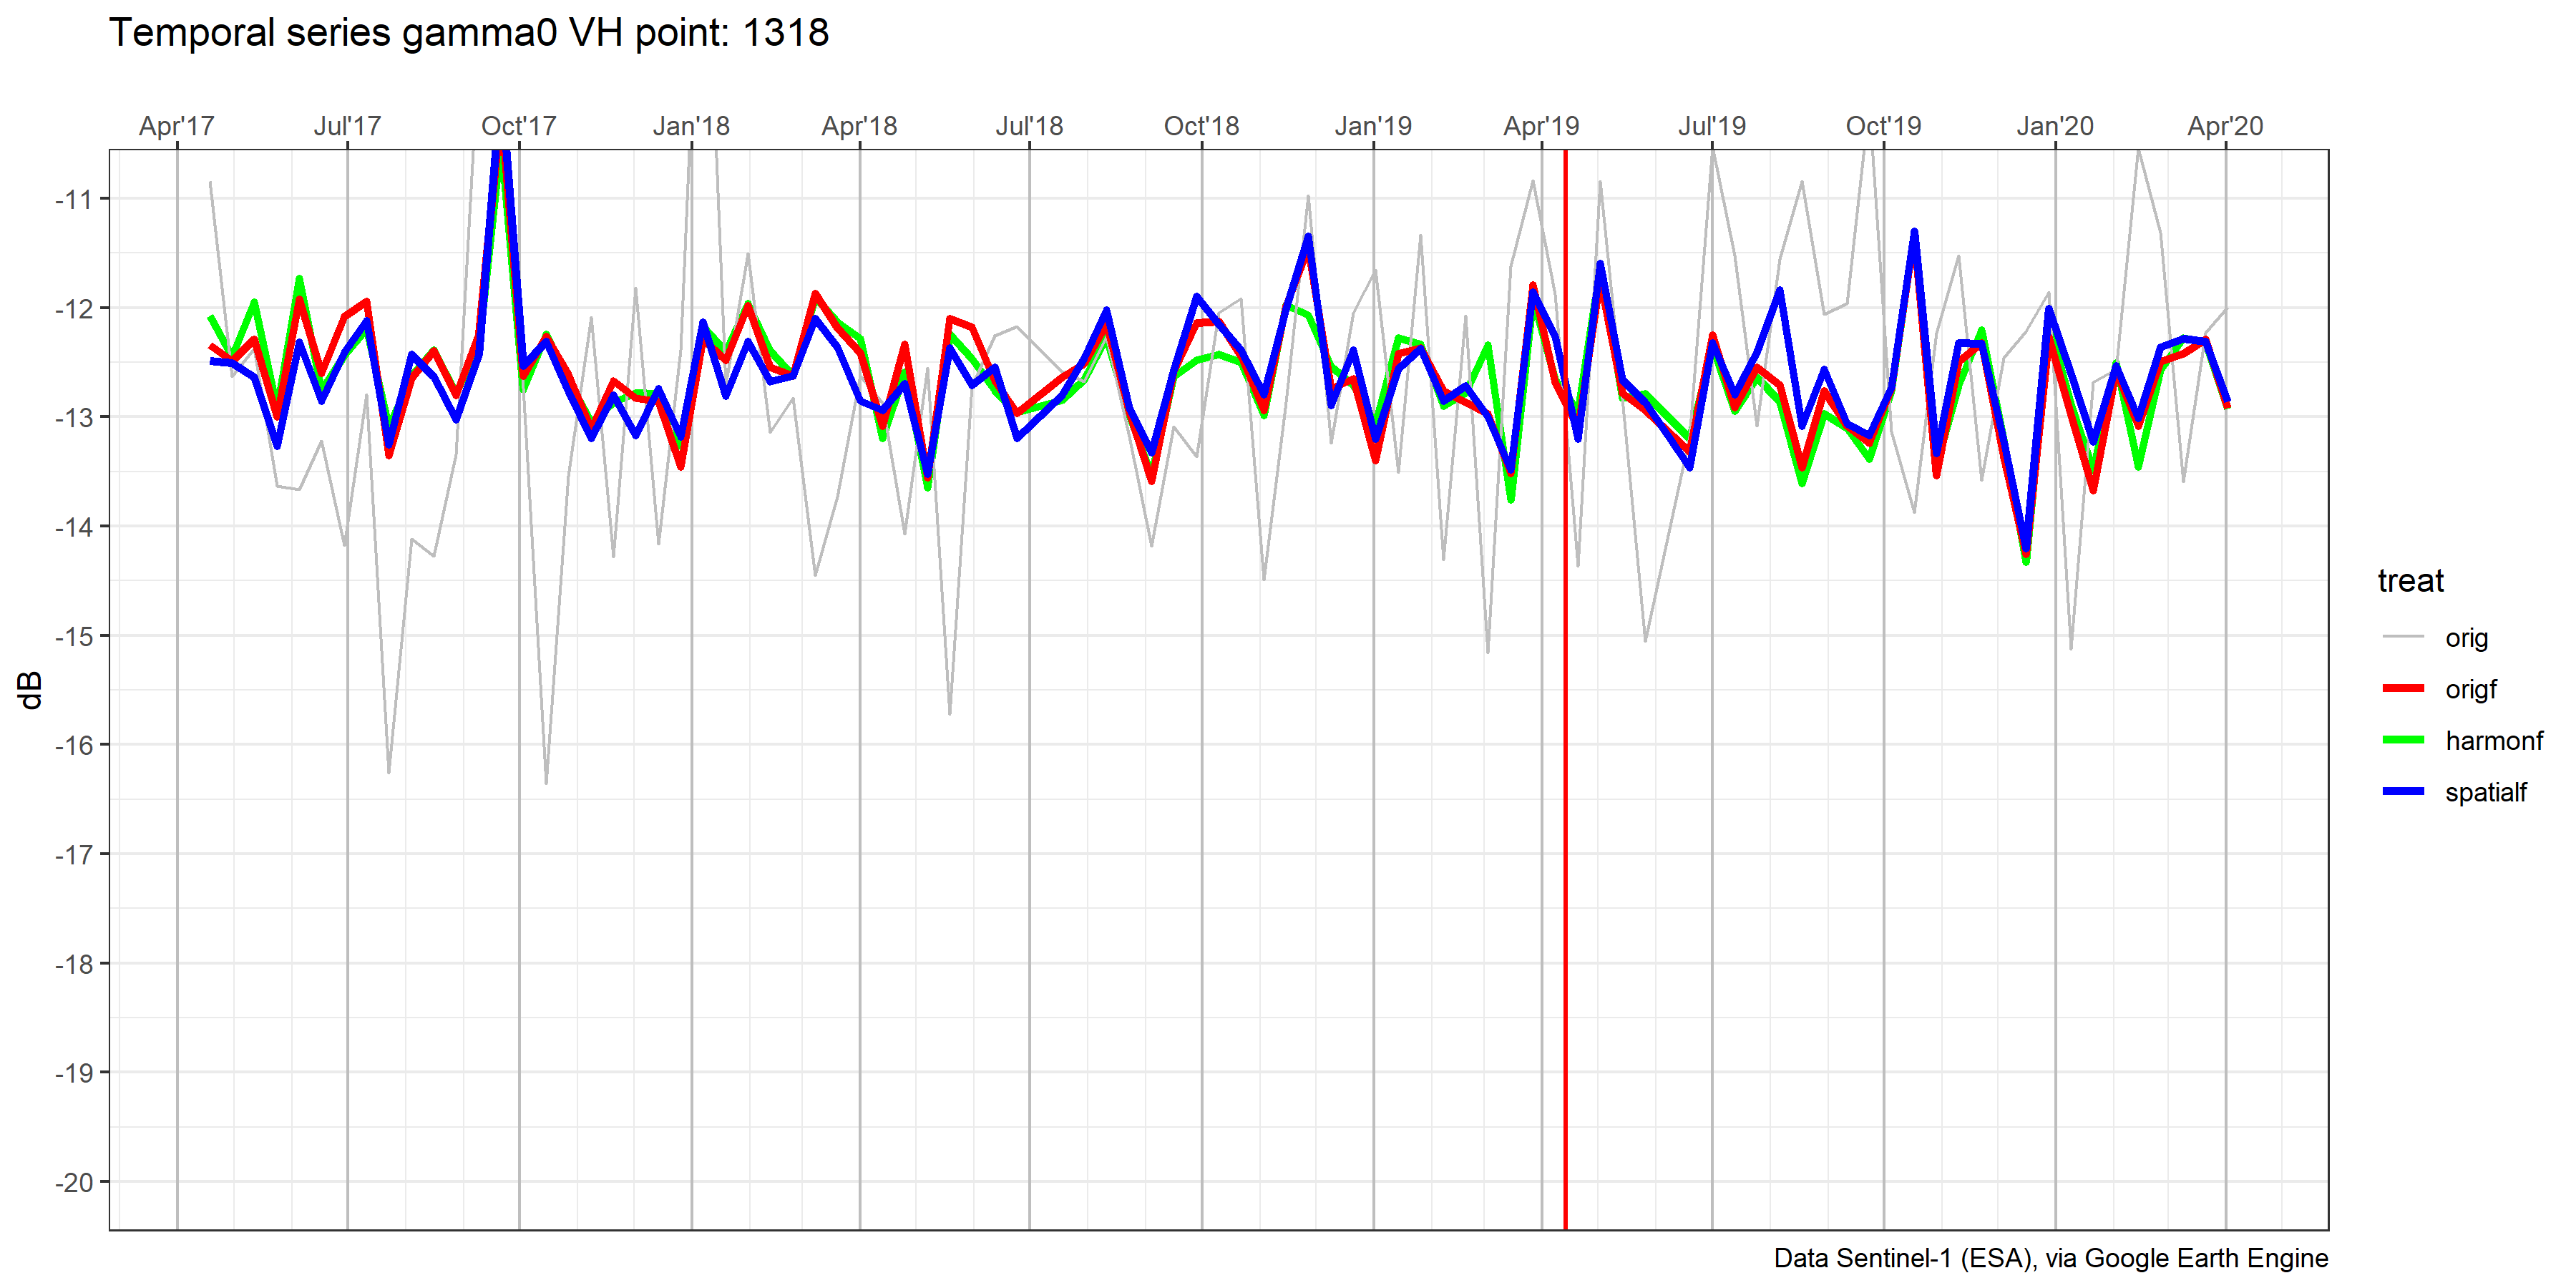 Temporal series gamma0 VH point: 1318
Apr'17 Jul'17 Oct'17 Jan'18 Apr'18 Jul'18 Oct'18 Jan'19 Apr'19 Jul'19 Oct'19 Jan'20 Apr'20
-11
-12
-13
-14
-15
-16
-17
-18
-19
-20
dB
treat
orig
origf
harmonf
spatialf
Data Sentinel-1 (ESA), via Google Earth Engine